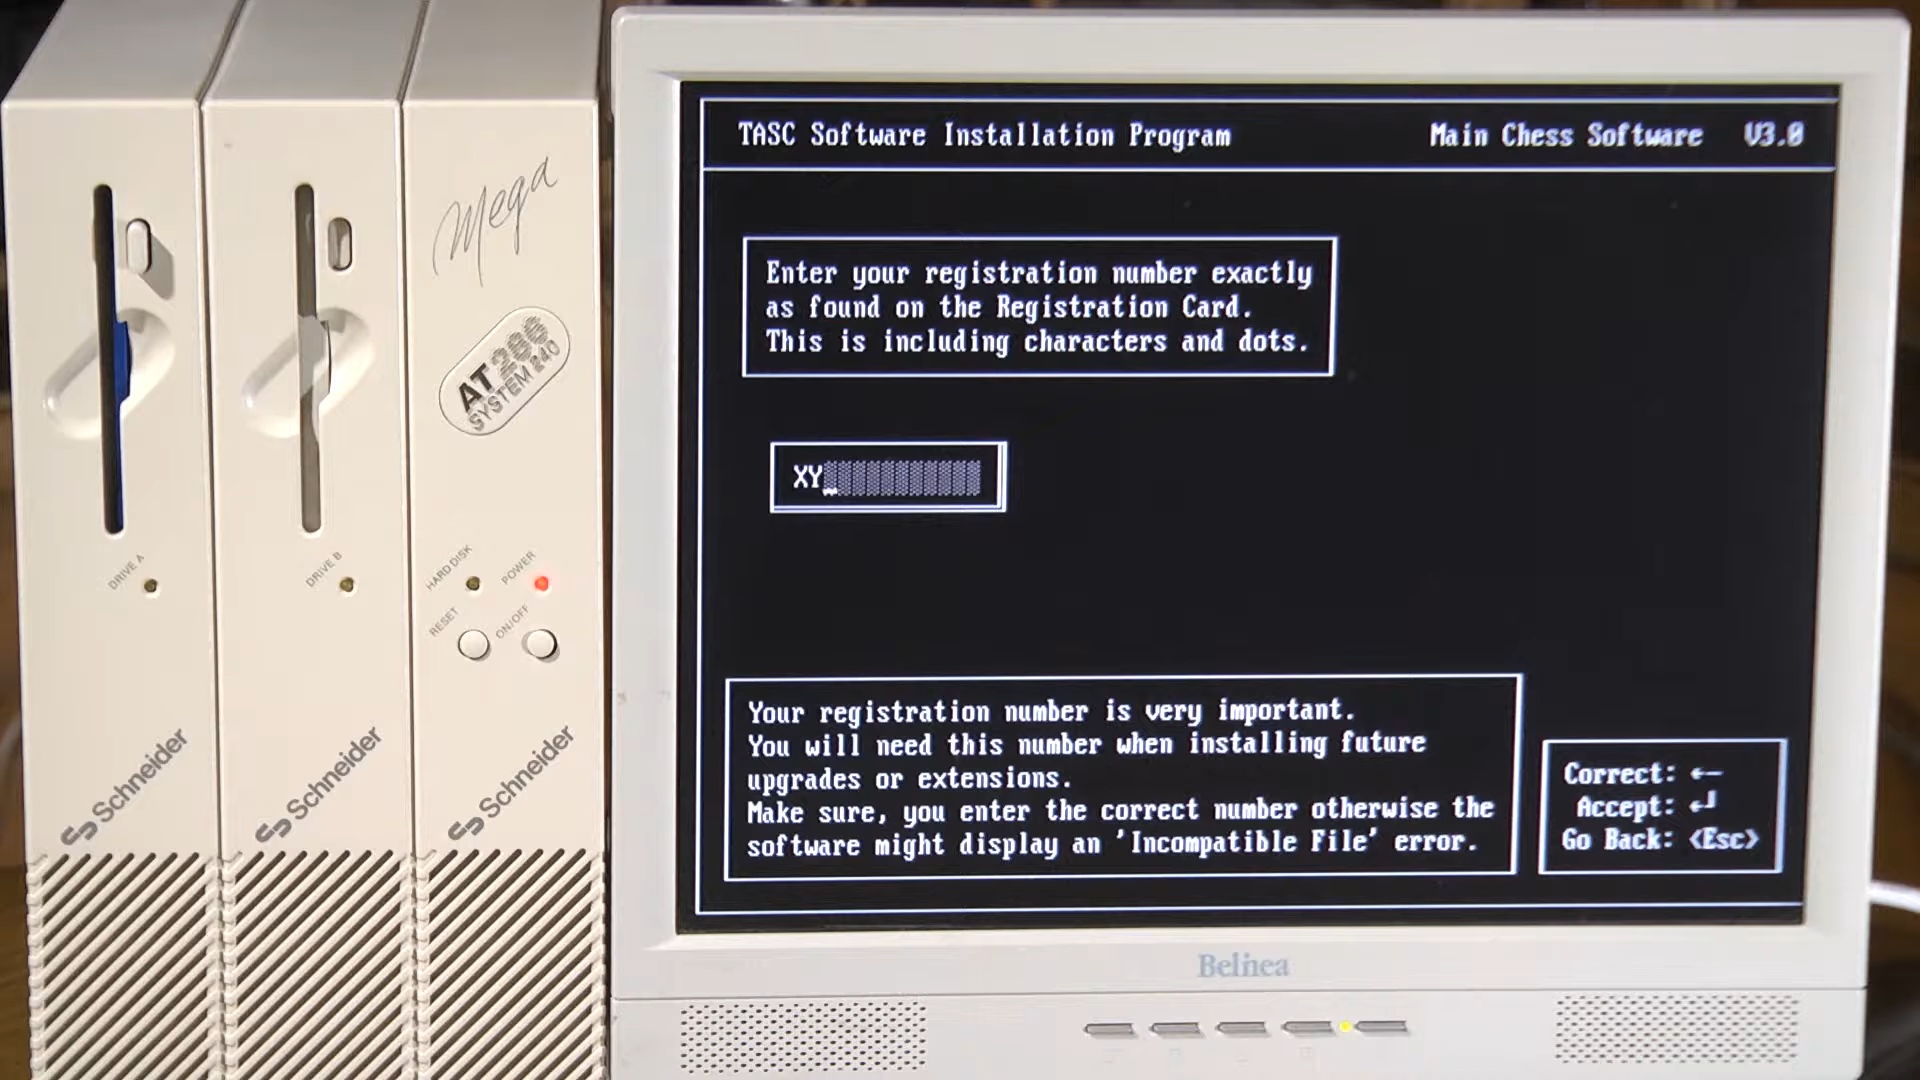 Mega
AT 286
SYSTEM 240
DRIVE A
DRIVE B
HARD DISK
POWER
RESET
ON/OFF
Schneider
Schneider
Schneider
TASC Software Installation Program
Main Chess Software V3.0
Enter your registration number exactly
as found on the Registration Card.
This is including characters and dots.
XY
Your registration number is very important.
You will need this number when installing future
upgrades or extensions.
Make sure, you enter the correct number otherwise the
software might display an 'Incompatible File' error.
Correct: ←─
Accept: ←┘
Go Back: <Esc>
Belinea